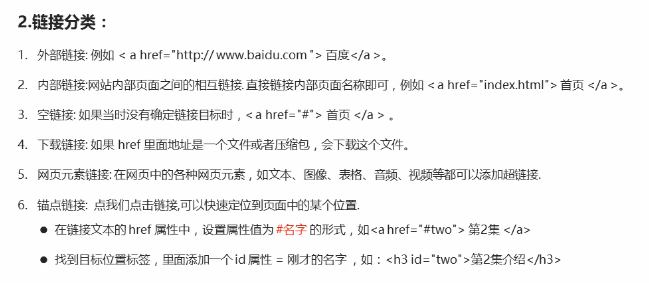 2.链接分类：
1. 外部链接: 例如 < a href="http:// www.baidu.com "> 百度</a >。
2. 内部链接:网站内部页面之间的相互链接. 直接链接内部页面名称即可，例如 < a href="index.html"> 首页 </a >。
3. 空链接: 如果当时没有确定链接目标时，< a href="#"> 首页 </a > 。
4. 下载链接: 如果 href 里面地址是一个文件或者压缩包，会下载这个文件。
5. 网页元素链接: 在网页中的各种网页元素，如文本、图像、表格、音频、视频等都可以添加超链接.
6. 锚点链接: 点我们点击链接,可以快速定位到页面中的某个位置.
● 在链接文本的 href 属性中，设置属性值为 #名字 的形式，如<a href="#two"> 第2集 </a>
● 找到目标位置标签，里面添加一个 id 属性 = 刚才的名字 ，如：<h3 id="two">第2集介绍</h3>